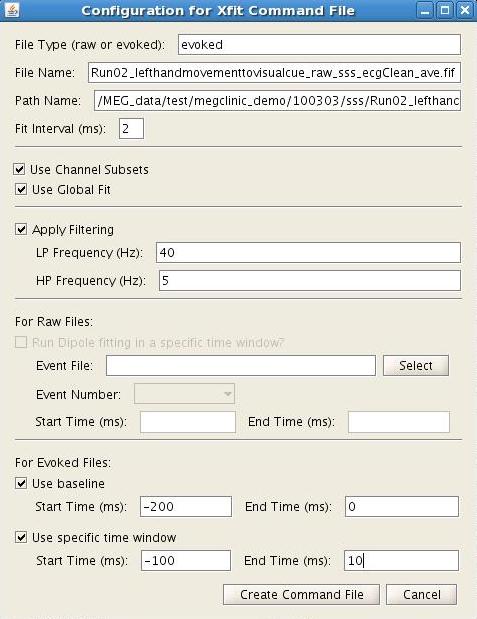 Configuration for Xfit Command File
File Type (raw or evoked): evoked
File Name: Run02_lefthandmovementtovisualcue_raw_sss_ecgClean_ave.fif
Path Name: /MEG_data/test/megclinic_demo/100303/sss/Run02_lefthanc
Fit Interval (ms): 2
Use Channel Subsets
Use Global Fit
Apply Filtering
LP Frequency (Hz): 40
HP Frequency (Hz): 5
For Raw Files:
Run Dipole fitting in a specific time window?
Event File: Select
Event Number:
Start Time (ms): End Time (ms):
For Evoked Files:
Use baseline
Start Time (ms): -200 End Time (ms): 0
Use specific time window
Start Time (ms): -100 End Time (ms): 10
Create Command File Cancel